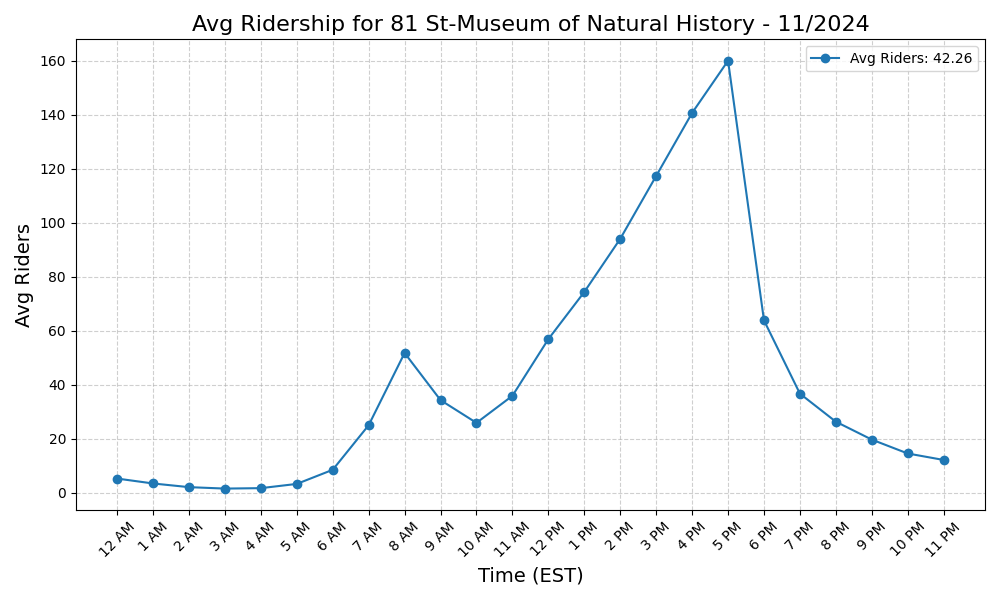 Avg Ridership for 81 St-Museum of Natural History - 11/2024
Avg Riders: 42.26
Avg Riders
160
140
120
100
80
60
40
20
0
12 AM
1 AM
2 AM
3 AM
4 AM
5 AM
6 AM
7 AM
8 AM
9 AM
10 AM
11 AM
12 PM
1 PM
2 PM
3 PM
4 PM
5 PM
6 PM
7 PM
8 PM
9 PM
10 PM
11 PM
Time (EST)